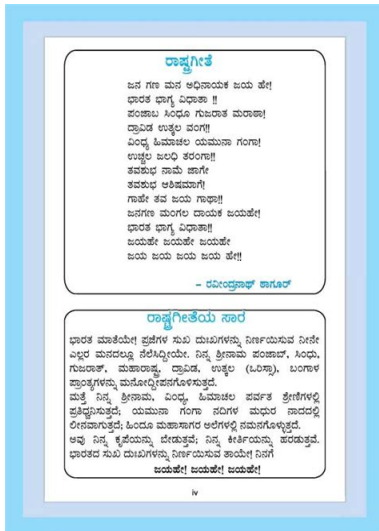 ರಾಷ್ಟ್ರಗೀತೆ
ಜನ ಗಣ ಮನ ಅಧಿನಾಯಕ ಜಯ ಹೇ!
ಭಾರತ ಭಾಗ್ಯ ವಿಧಾತಾ !!
ಪಂಜಾಬ ಸಿಂಧೂ ಗುಜರಾತ ಮರಾಠಾ!
ದ್ರಾವಿಡ ಉತ್ಕಲ ವಂಗ!!
ವಿಂಧ್ಯ ಹಿಮಾಚಲ ಯಮುನಾ ಗಂಗಾ!
ಉಚ್ಛಲ ಜಲಧಿ ತರಂಗಾ!!
ತವಶುಭ ನಾಮೆ ಜಾಗೇ
ತವಶುಭ ಆಶಿಷಮಾಗೆ!
ಗಾಹೇ ತವ ಜಯ ಗಾಥಾ!!
ಜನಗಣ ಮಂಗಲ ದಾಯಕ ಜಯಹೇ!
ಭಾರತ ಭಾಗ್ಯ ವಿಧಾತಾ!!
ಜಯಹೇ ಜಯಹೇ ಜಯಹೇ
ಜಯ ಜಯ ಜಯ ಜಯ ಹೇ!!
– ರವೀಂದ್ರನಾಥ್ ಠಾಗೂರ್
ರಾಷ್ಟ್ರಗೀತೆಯ ಸಾರ
ಭಾರತ ಮಾತೆಯೇ! ಪ್ರಜೆಗಳ ಸುಖ ದುಃಖಗಳನ್ನು ನಿರ್ಣಯಿಸುವ ನೀನೇ
ಎಲ್ಲರ ಮನದಲ್ಲೂ ನೆಲೆಸಿದ್ದೀಯೇ. ನಿನ್ನ ಶ್ರೀನಾಮ ಪಂಜಾಬ್, ಸಿಂಧು,
ಗುಜರಾತ್, ಮಹಾರಾಷ್ಟ್ರ, ದ್ರಾವಿಡ, ಉತ್ಕಲ (ಒರಿಸ್ಸಾ), ಬಂಗಾಳ
ಪ್ರಾಂತ್ಯಗಳನ್ನು ಮನೋದ್ದೀಪನಗೊಳಿಸುತ್ತದೆ.
ಮತ್ತೆ ನಿನ್ನ ಶ್ರೀನಾಮ, ವಿಂಧ್ಯ, ಹಿಮಾಚಲ ಪರ್ವತ ಶ್ರೇಣಿಗಳಲ್ಲಿ
ಪ್ರತಿಧ್ವನಿಸುತ್ತದೆ; ಯಮುನಾ ಗಂಗಾ ನದಿಗಳ ಮಧುರ ನಾದದಲ್ಲಿ
ಲೀನವಾಗುತ್ತದೆ; ಹಿಂದೂ ಮಹಾಸಾಗರ ಅಲೆಗಳಲ್ಲಿ ನಮನಗೊಳ್ಳುತ್ತದೆ.
ಅವು ನಿನ್ನ ಕೃಪೆಯನ್ನು ಬೇಡುತ್ತವೆ; ನಿನ್ನ ಕೀರ್ತಿಯನ್ನು ಹರಡುತ್ತವೆ.
ಭಾರತದ ಸುಖ ದುಃಖಗಳನ್ನು ನಿರ್ಣಯಿಸುವ ತಾಯೇ! ನಿನಗೆ
ಜಯಹೇ! ಜಯಹೇ! ಜಯಹೇ!
iv